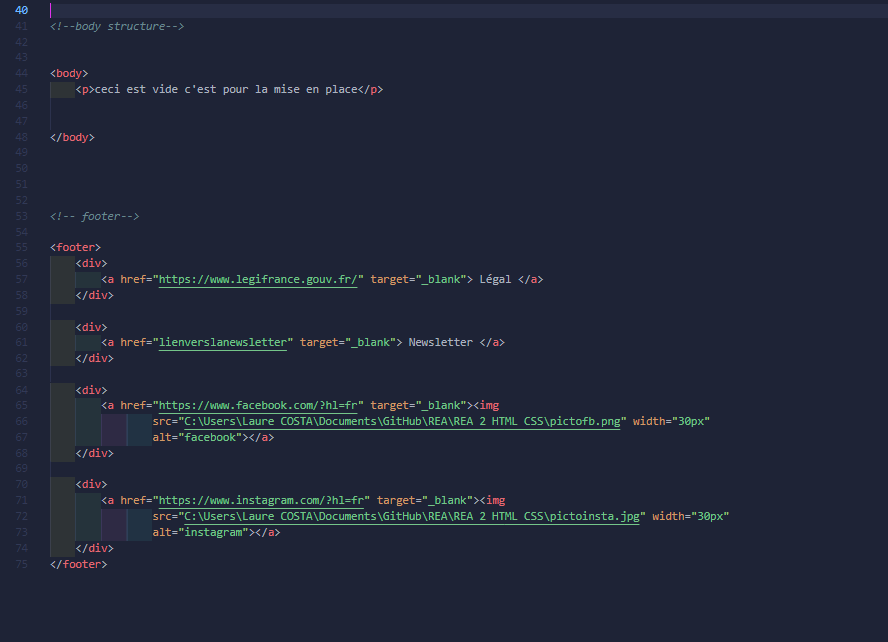 40
41 <!--body structure-->
42
43
44 <body>
45 <p>ceci est vide c'est pour la mise en place</p>
46
47
48 </body>
49
50
51
52
53 <!-- footer-->
54
55 <footer>
56 <div>
57 <a href="https://www.legifrance.gouv.fr/" target="_blank"> Légal </a>
58 </div>
59
60 <div>
61 <a href="lienverslanewsletter" target="_blank"> Newsletter </a>
62 </div>
63
64 <div>
65 <a href="https://www.facebook.com/?hl=fr" target="_blank"><img
66 src="C:\Users\Laure COSTA\Documents\GitHub\REA\REA 2 HTML CSS\pictofb.png" width="30px"
67 alt="facebook"></a>
68 </div>
69
70 <div>
71 <a href="https://www.instagram.com/?hl=fr" target="_blank"><img
72 src="C:\Users\Laure COSTA\Documents\GitHub\REA\REA 2 HTML CSS\pictoinsta.jpg" width="30px"
73 alt="instagram"></a>
74 </div>
75 </footer>